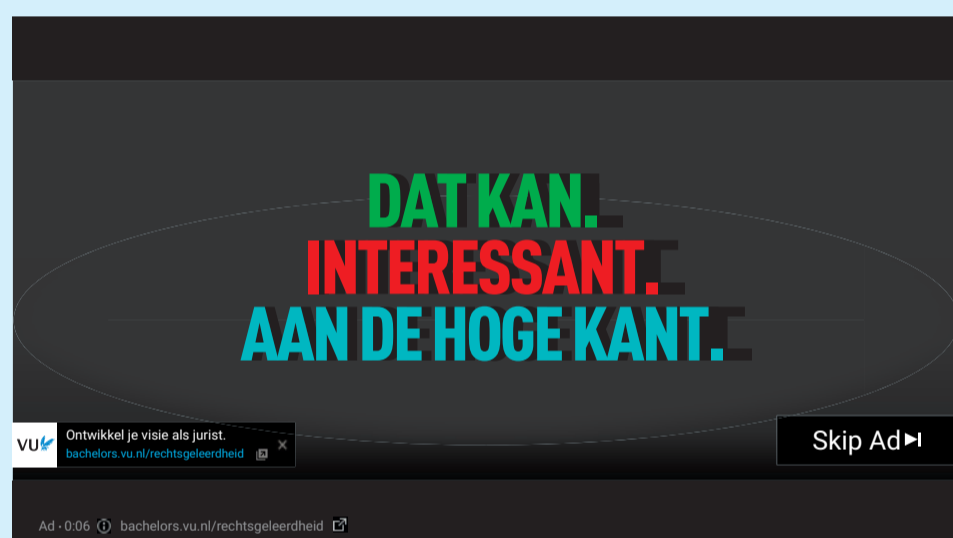 DAT KAN.
INTERESSANT.
AAN DE HOGE KANT.
VU
Ontwikkel je visie als jurist.
bachelors.vu.nl/rechtsgeleerdheid
Skip Ad
Ad · 0:06 bachelors.vu.nl/rechtsgeleerdheid